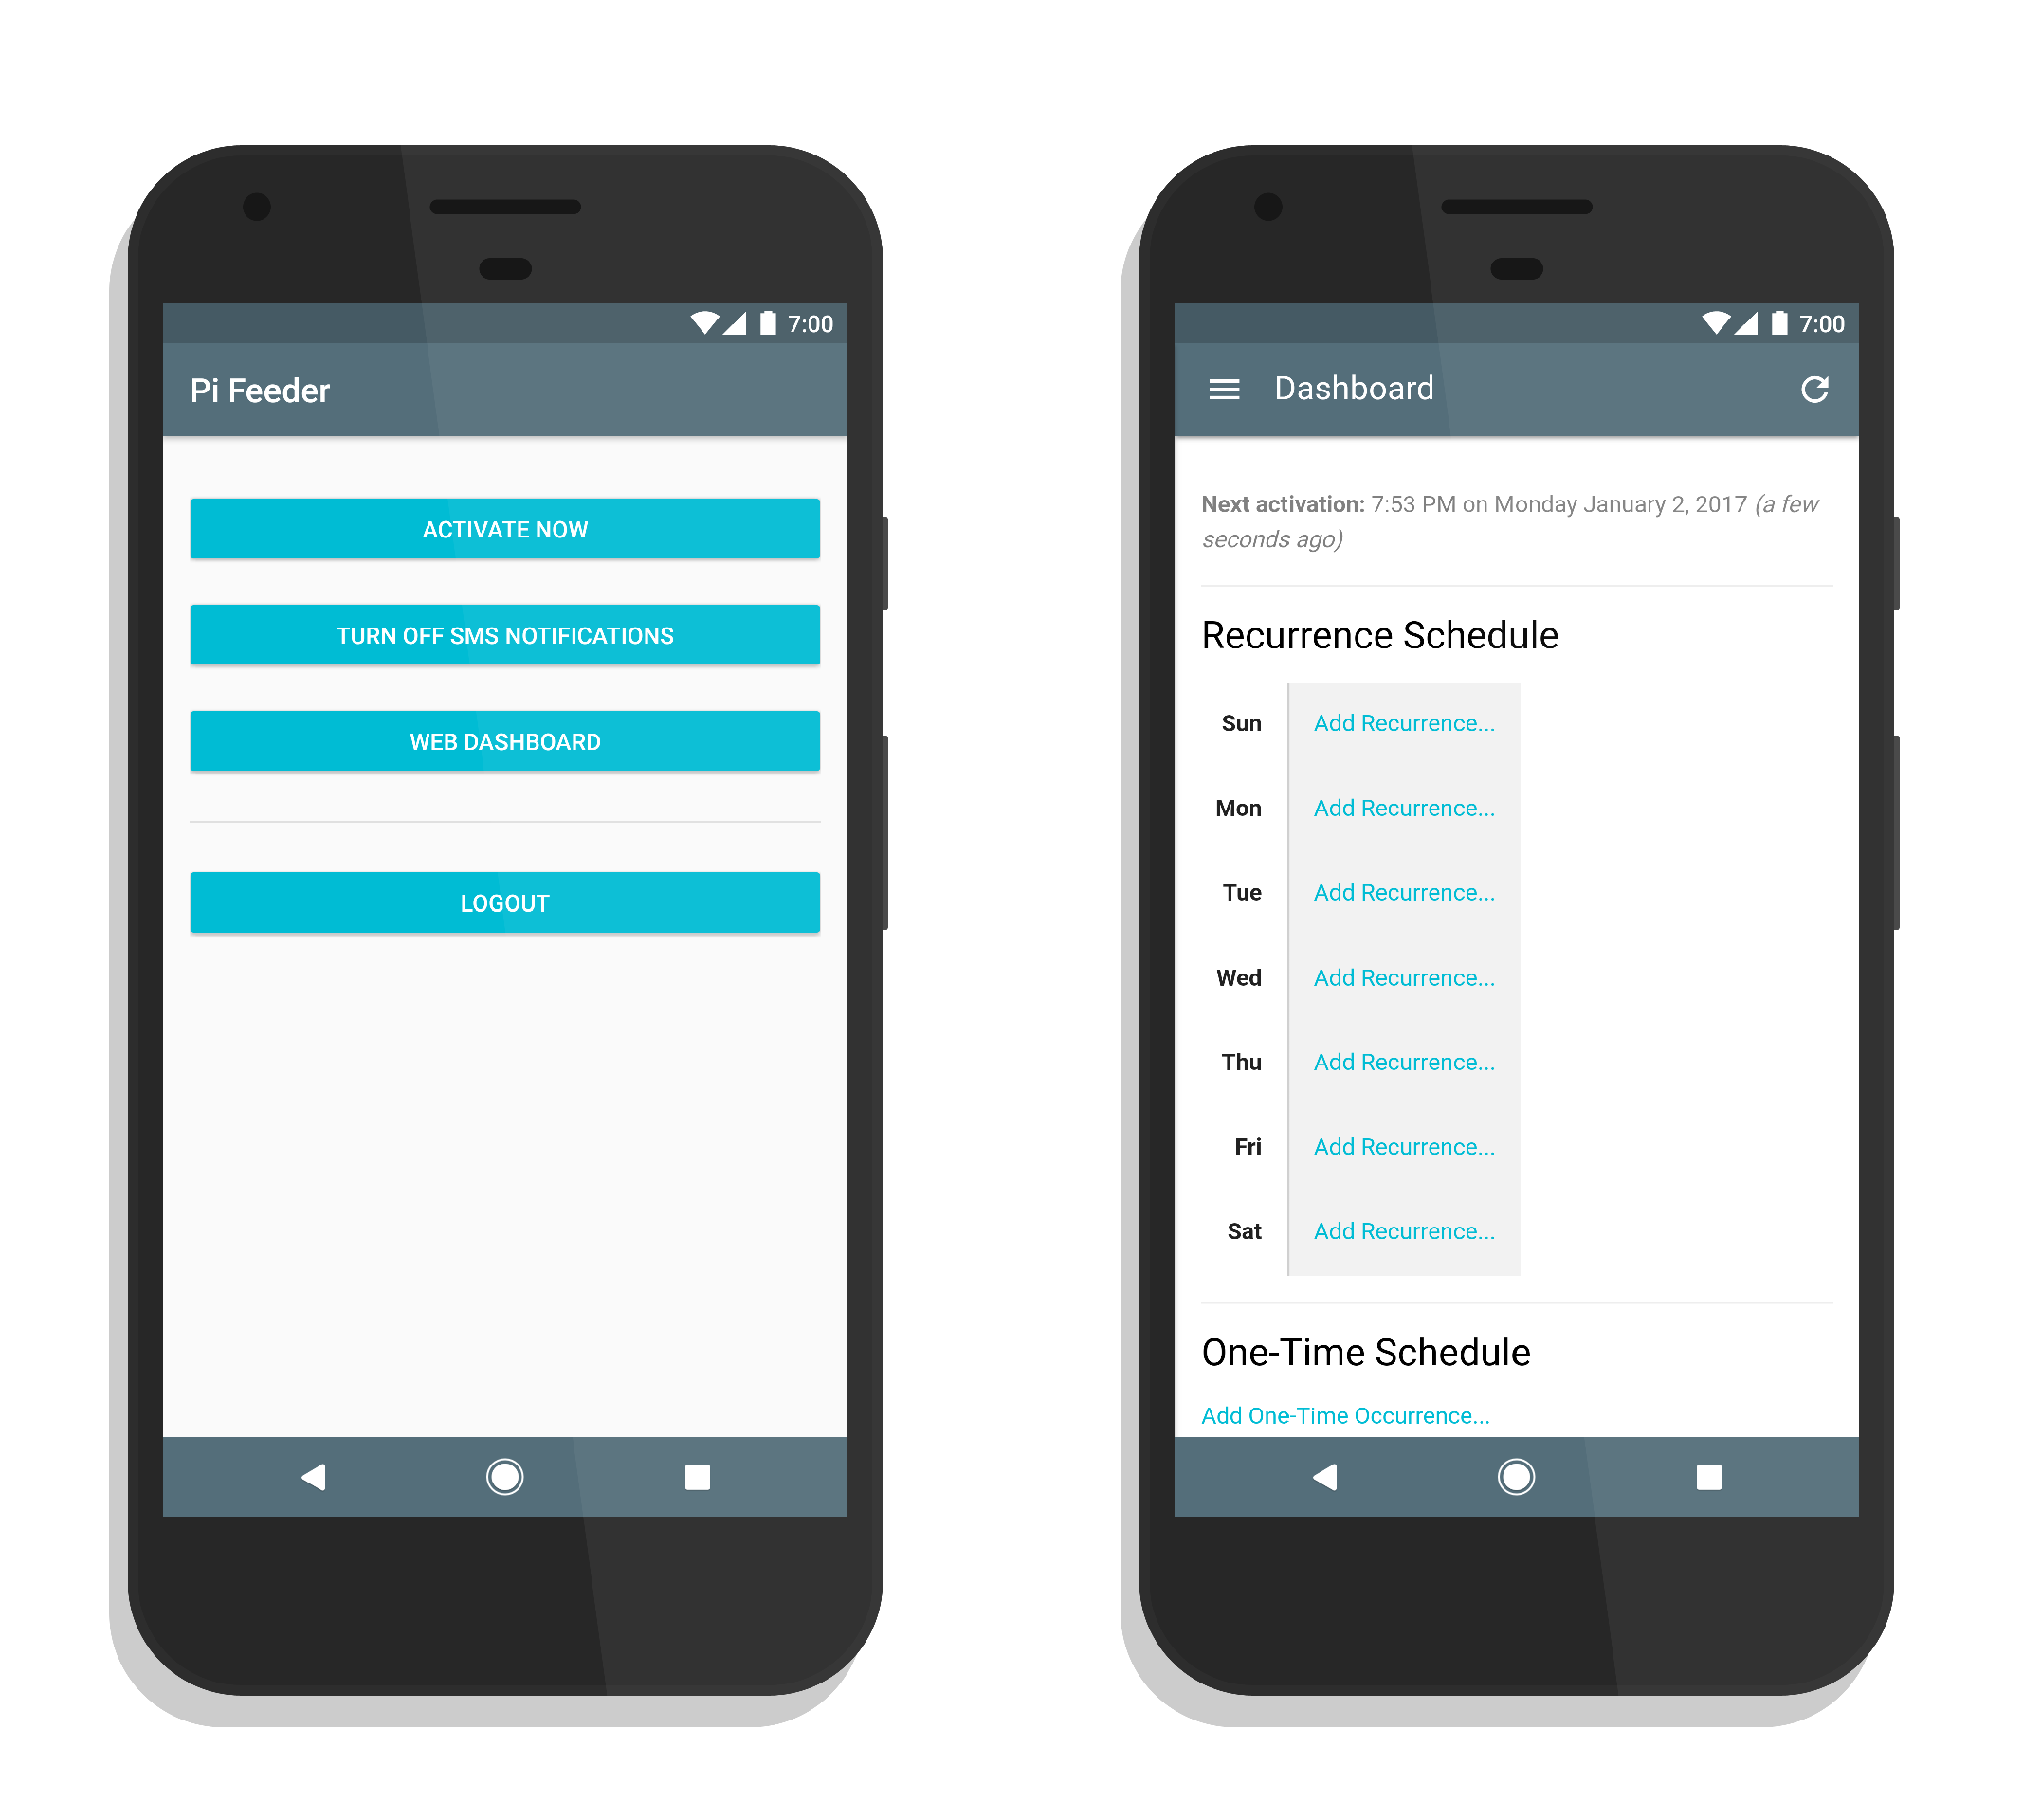 7:00
Pi Feeder
ACTIVATE NOW
TURN OFF SMS NOTIFICATIONS
WEB DASHBOARD
LOGOUT
7:00
Dashboard
Next activation: 7:53 PM on Monday January 2, 2017 (a few
seconds ago)
Recurrence Schedule
Sun Add Recurrence...
Mon Add Recurrence...
Tue Add Recurrence...
Wed Add Recurrence...
Thu Add Recurrence...
Fri Add Recurrence...
Sat Add Recurrence...
One-Time Schedule
Add One-Time Occurrence...